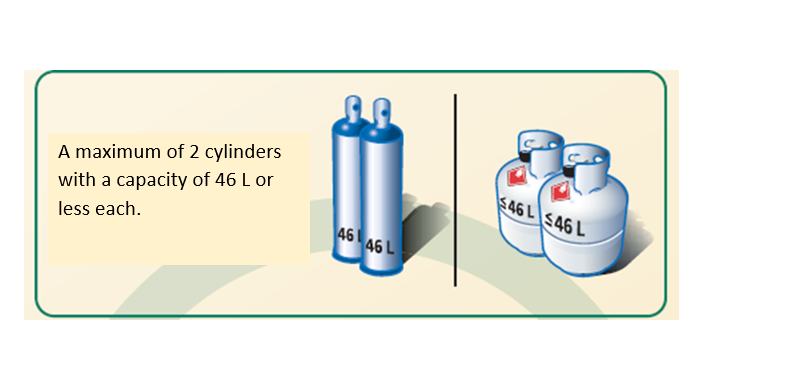 A maximum of 2 cylinders
with a capacity of 46 L or
less each.
46 L
46 L
≤46 L
≤46 L